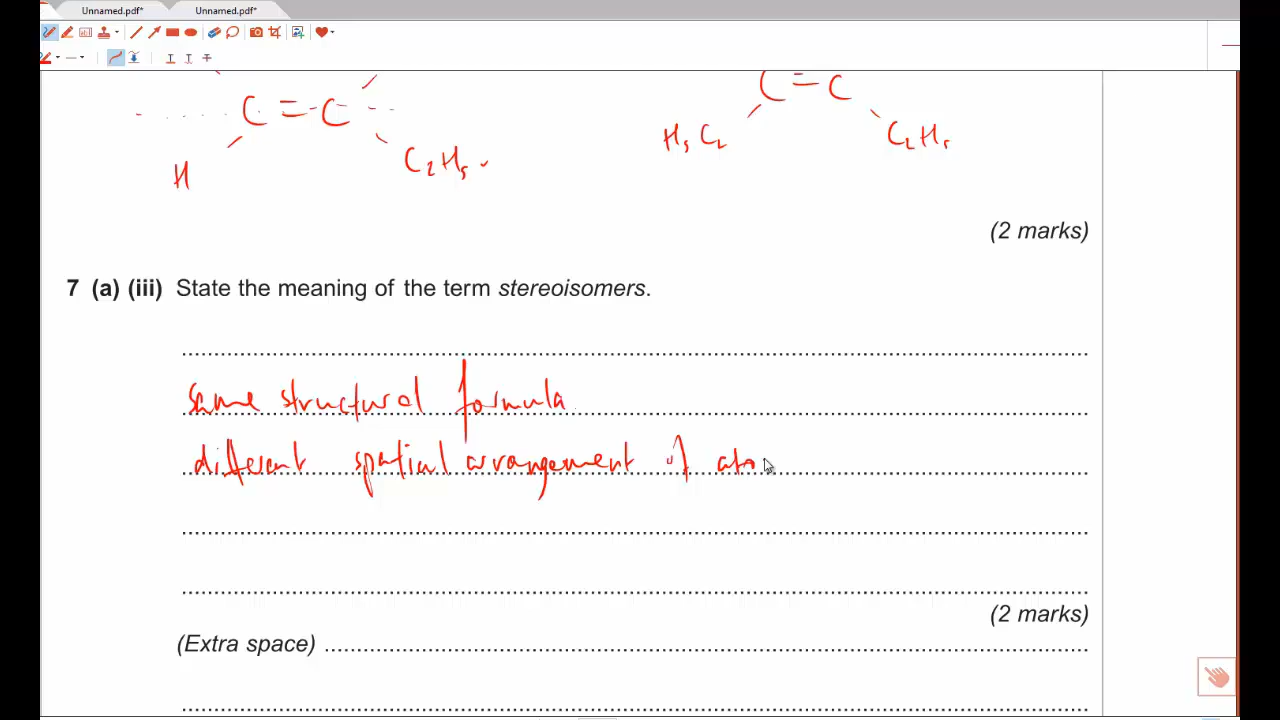 Unnamed.pdf* Unnamed.pdf*
C = C
C = C
H
C2H5
H5C2
C2H5
(2 marks)
7 (a) (iii) State the meaning of the term stereoisomers.
same structural formula
different spatial arrangement of ato
(2 marks)
(Extra space)